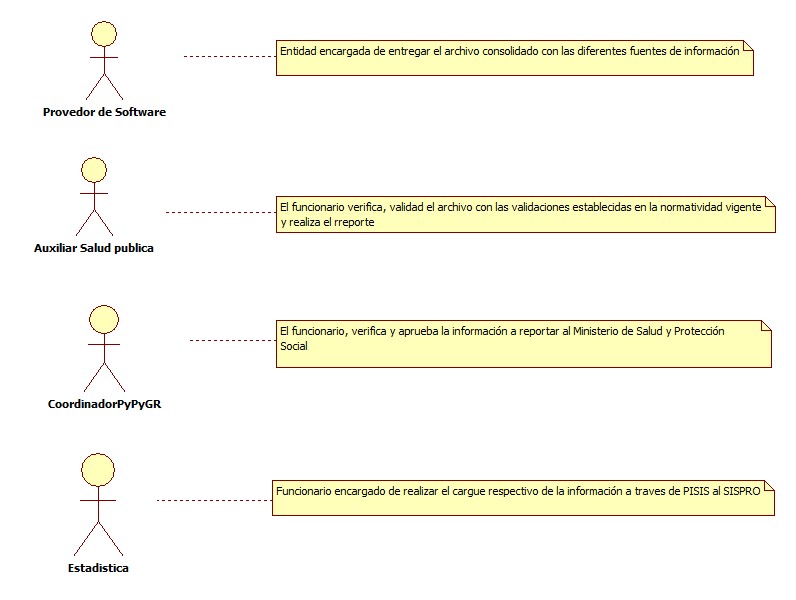 Entidad encargada de entregar el archivo consolidado con las diferentes fuentes de información
Provedor de Software
El funcionario verifica, validad el archivo con las validaciones establecidas en la normatividad vigente
y realiza el rreporte
Auxiliar Salud publica
El funcionario, verifica y aprueba la información a reportar al Ministerio de Salud y Protección
Social
CoordinadorPyPyGR
Funcionario encargado de realizar el cargue respectivo de la información a traves de PISIS al SISPRO
Estadistica